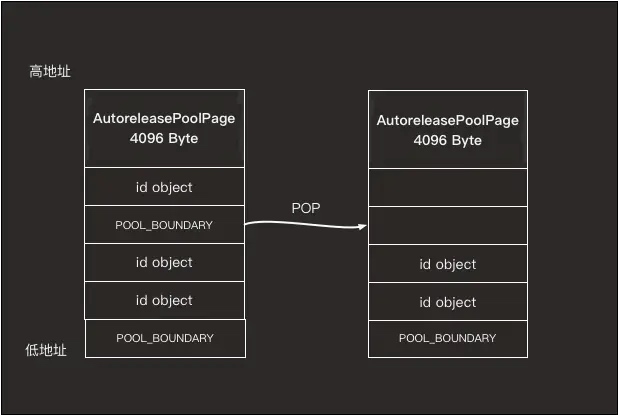 高地址
AutoreleasePoolPage
4096 Byte
id object
POOL_BOUNDARY
id object
id object
POOL_BOUNDARY
低地址
POP
AutoreleasePoolPage
4096 Byte
id object
id object
POOL_BOUNDARY